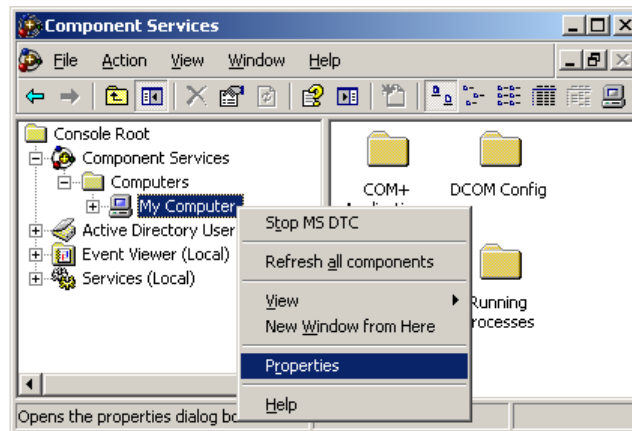 Component Services
File Action View Window Help
Console Root
Component Services
Computers
My Computer
Active Directory User
Event Viewer (Local)
Services (Local)
COM+
DCOM Config
Running
Stop MS DTC
Refresh all components
View
New Window from Here
Properties
Help
Opens the properties dialog